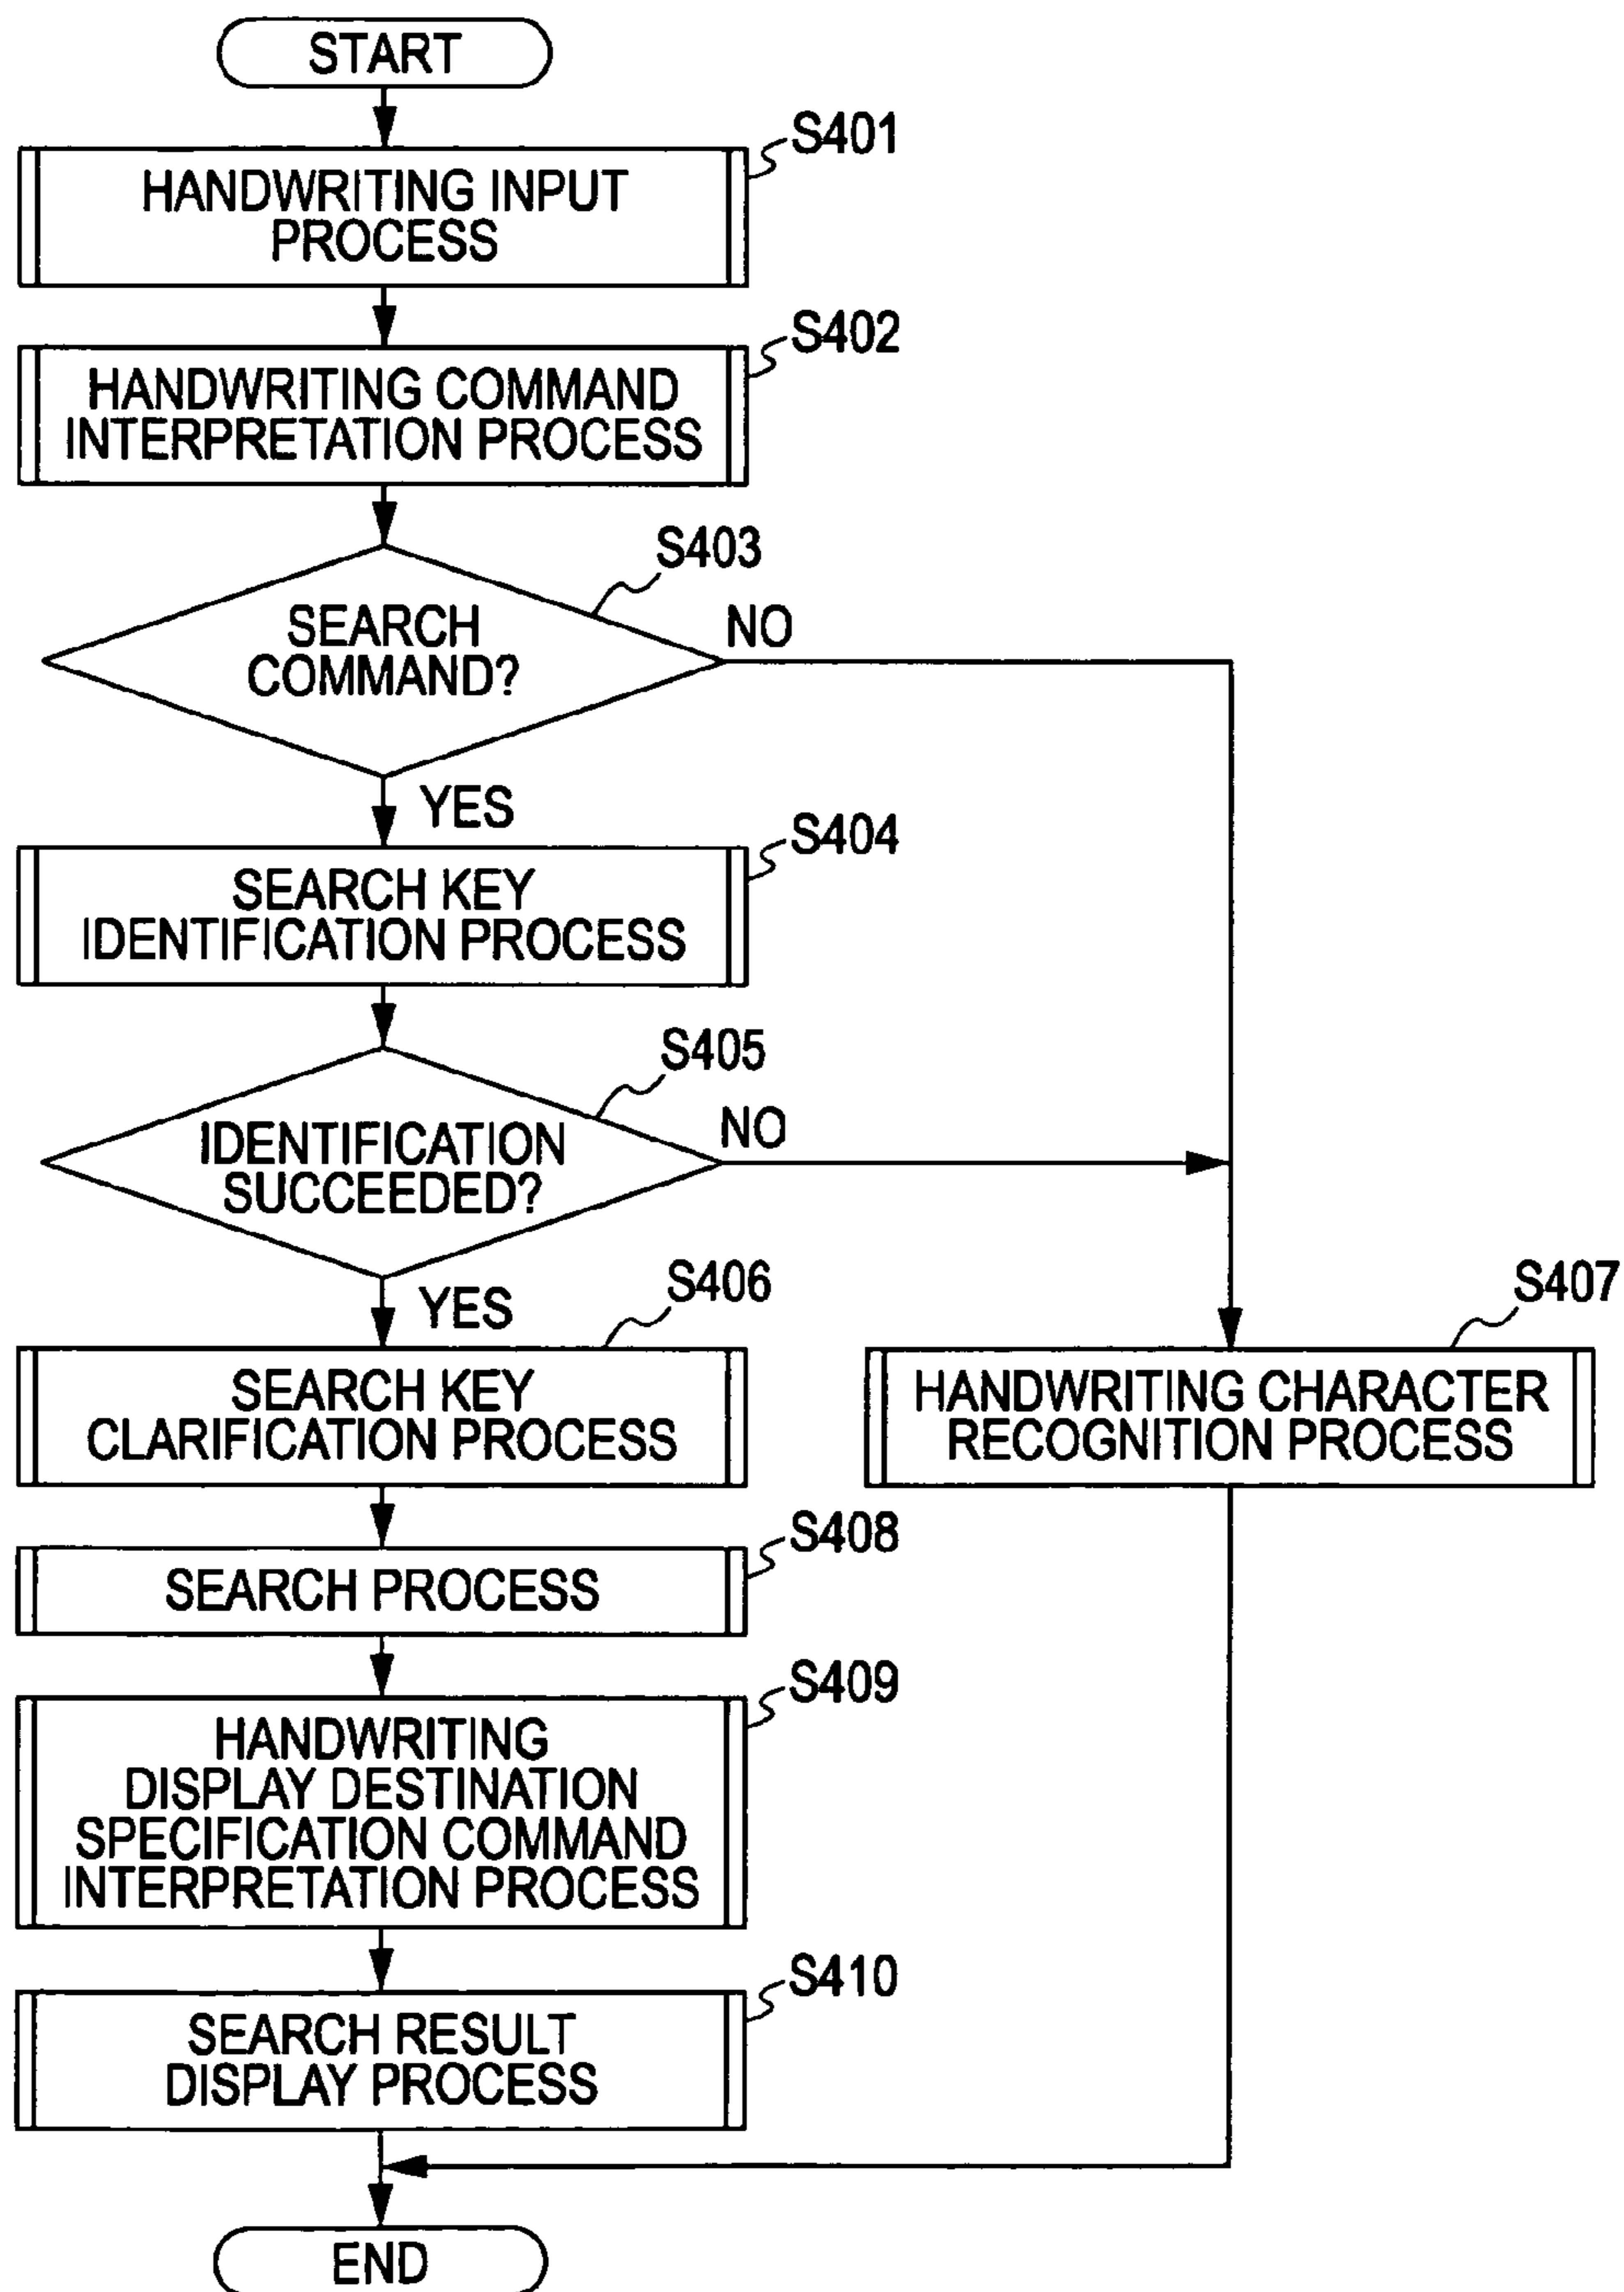 START
S401
HANDWRITING INPUT
PROCESS
S402
HANDWRITING COMMAND
INTERPRETATION PROCESS
S403
SEARCH
COMMAND?
NO
YES
S404
SEARCH KEY
IDENTIFICATION PROCESS
S405
IDENTIFICATION
SUCCEEDED?
NO
YES
S406
SEARCH KEY
CLARIFICATION PROCESS
S407
HANDWRITING CHARACTER
RECOGNITION PROCESS
S408
SEARCH PROCESS
S409
HANDWRITING
DISPLAY DESTINATION
SPECIFICATION COMMAND
INTERPRETATION PROCESS
S410
SEARCH RESULT
DISPLAY PROCESS
END